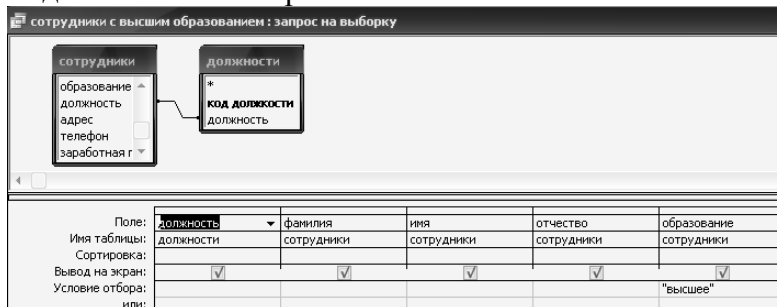 сотрудники с высшим образованием : запрос на выборку
сотрудники
образование
должность
адрес
телефон
заработная г
должности
*
код должкости
должность
Поле: должность фамилия имя отчество образование
Имя таблицы: должности сотрудники сотрудники сотрудники сотрудники
Сортировка:
Вывод на экран:
Условие отбора: "высшее"
или: